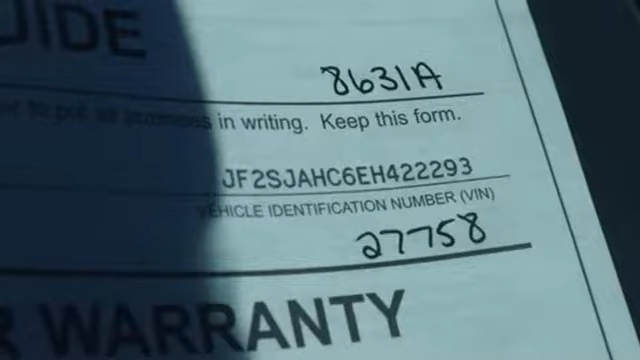 UIDE
8631A
in writing. Keep this form.
JF2SJAHC6EH422293
VEHICLE IDENTIFICATION NUMBER (VIN)
27758
R WARRANTY